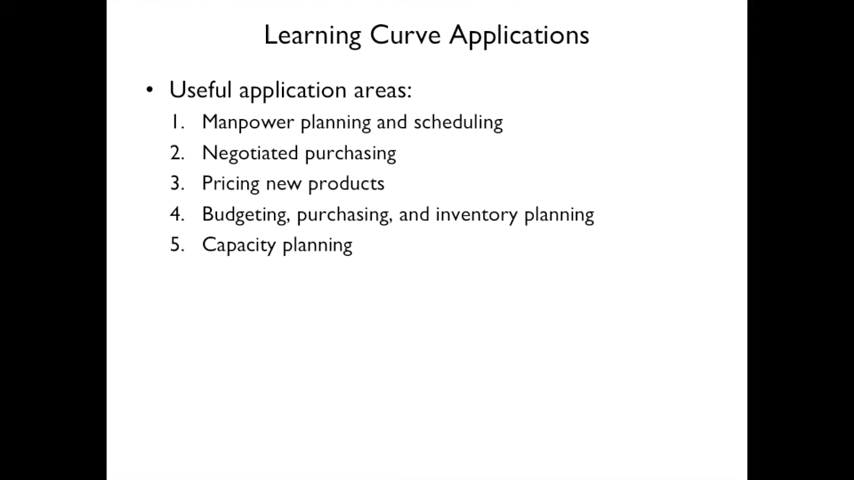 Learning Curve Applications
• Useful application areas:
1. Manpower planning and scheduling
2. Negotiated purchasing
3. Pricing new products
4. Budgeting, purchasing, and inventory planning
5. Capacity planning